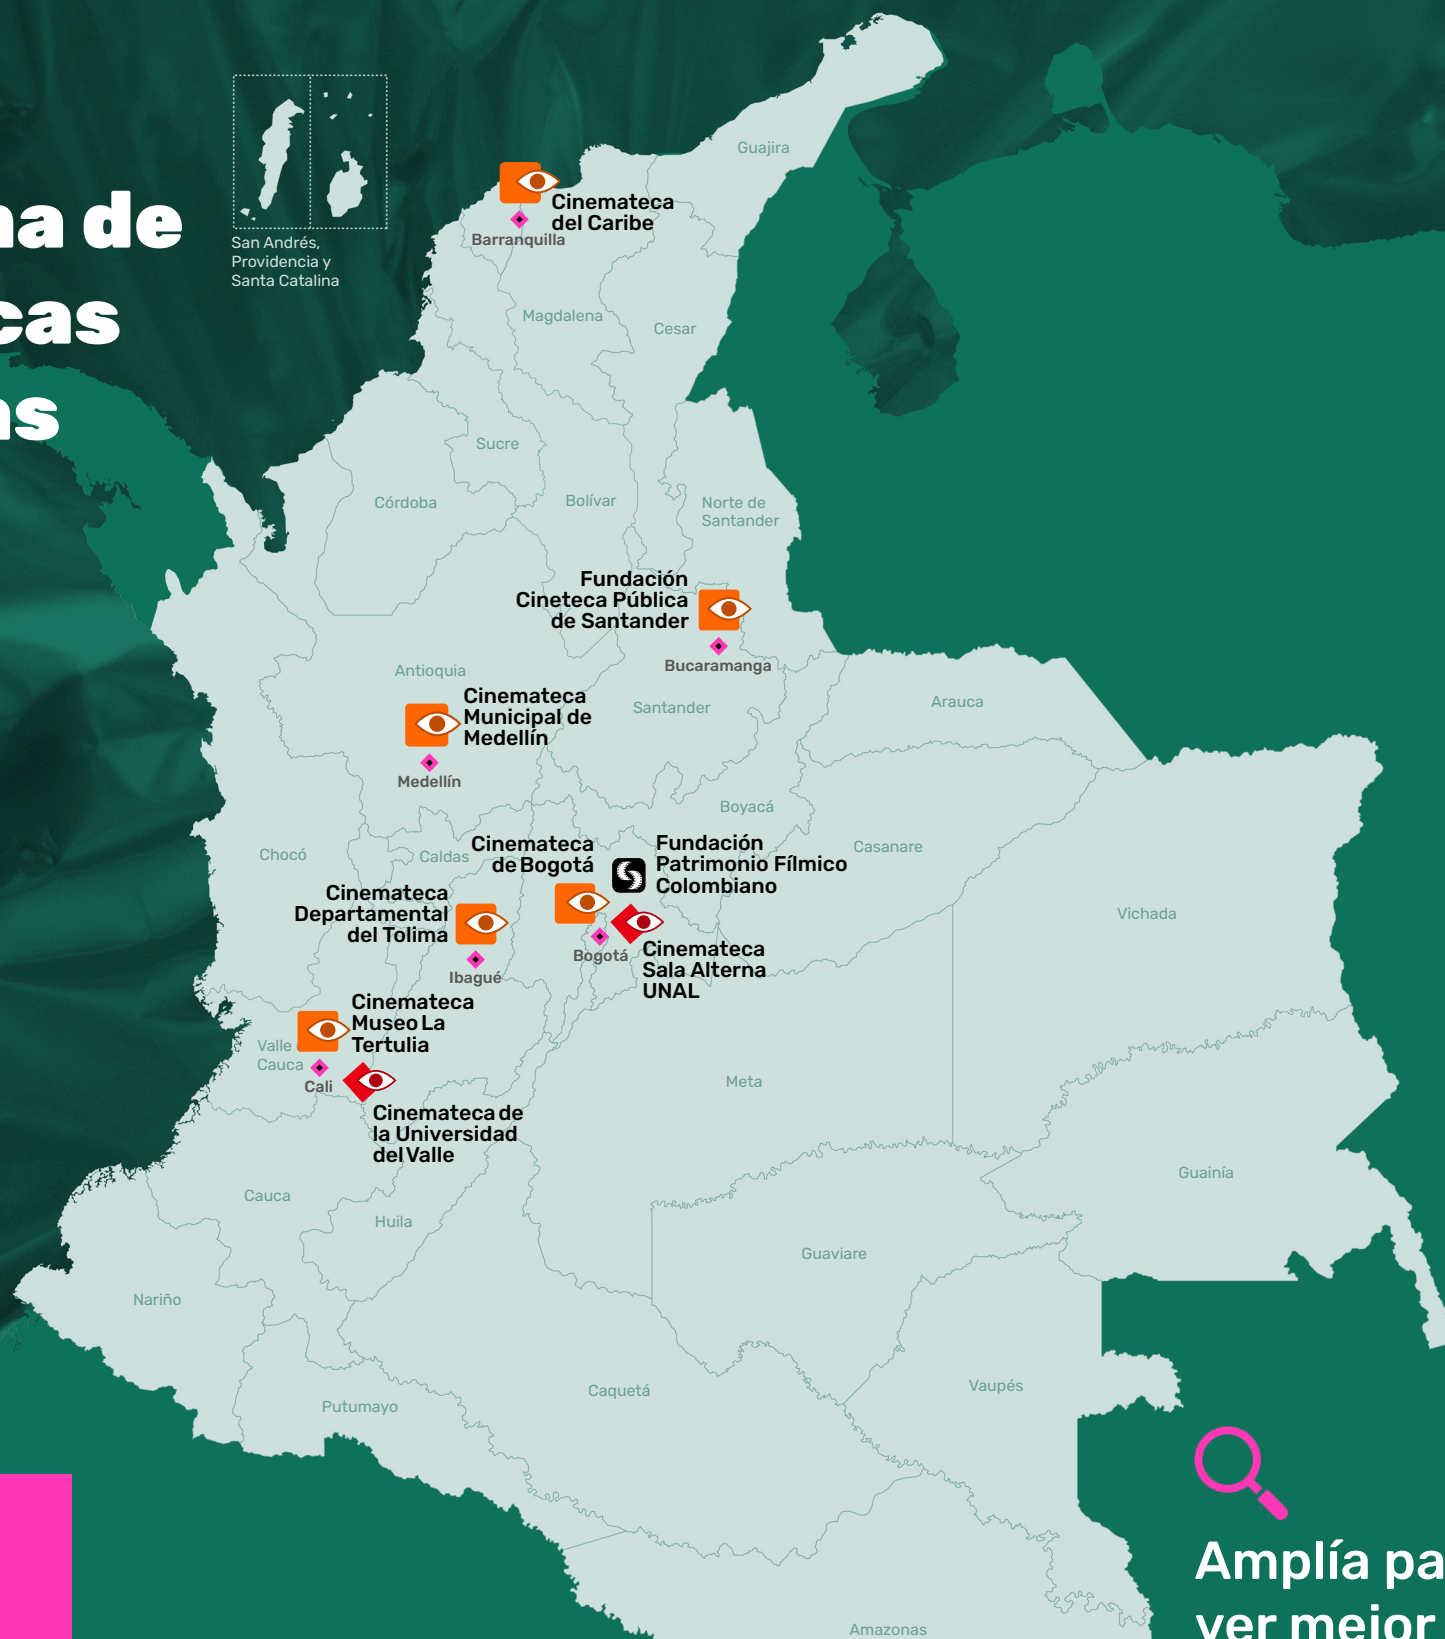 na de
cas
as
San Andrés,
Providencia y
Santa Catalina
Guajira
Cinemateca
del Caribe
Barranquilla
Magdalena
Cesar
Sucre
Córdoba
Bolívar
Norte de
Santander
Fundación
Cineteca Pública
de Santander
Bucaramanga
Antioquia
Cinemateca
Municipal de
Medellín
Medellín
Santander
Arauca
Boyacá
Casanare
Chocó
Caldas
Cinemateca
de Bogotá
Fundación
Patrimonio Fílmico
Colombiano
Cinemateca
Departamental
del Tolima
Ibagué
Bogotá
Cinemateca
Sala Alterna
UNAL
Vichada
Cinemateca
Museo La
Tertulia
Valle
Cauca
Cali
Cinemateca de
la Universidad
del Valle
Meta
Guainía
Cauca
Huila
Guaviare
Nariño
Caquetá
Vaupés
Putumayo
Amazonas
Amplía pa
ver mejor